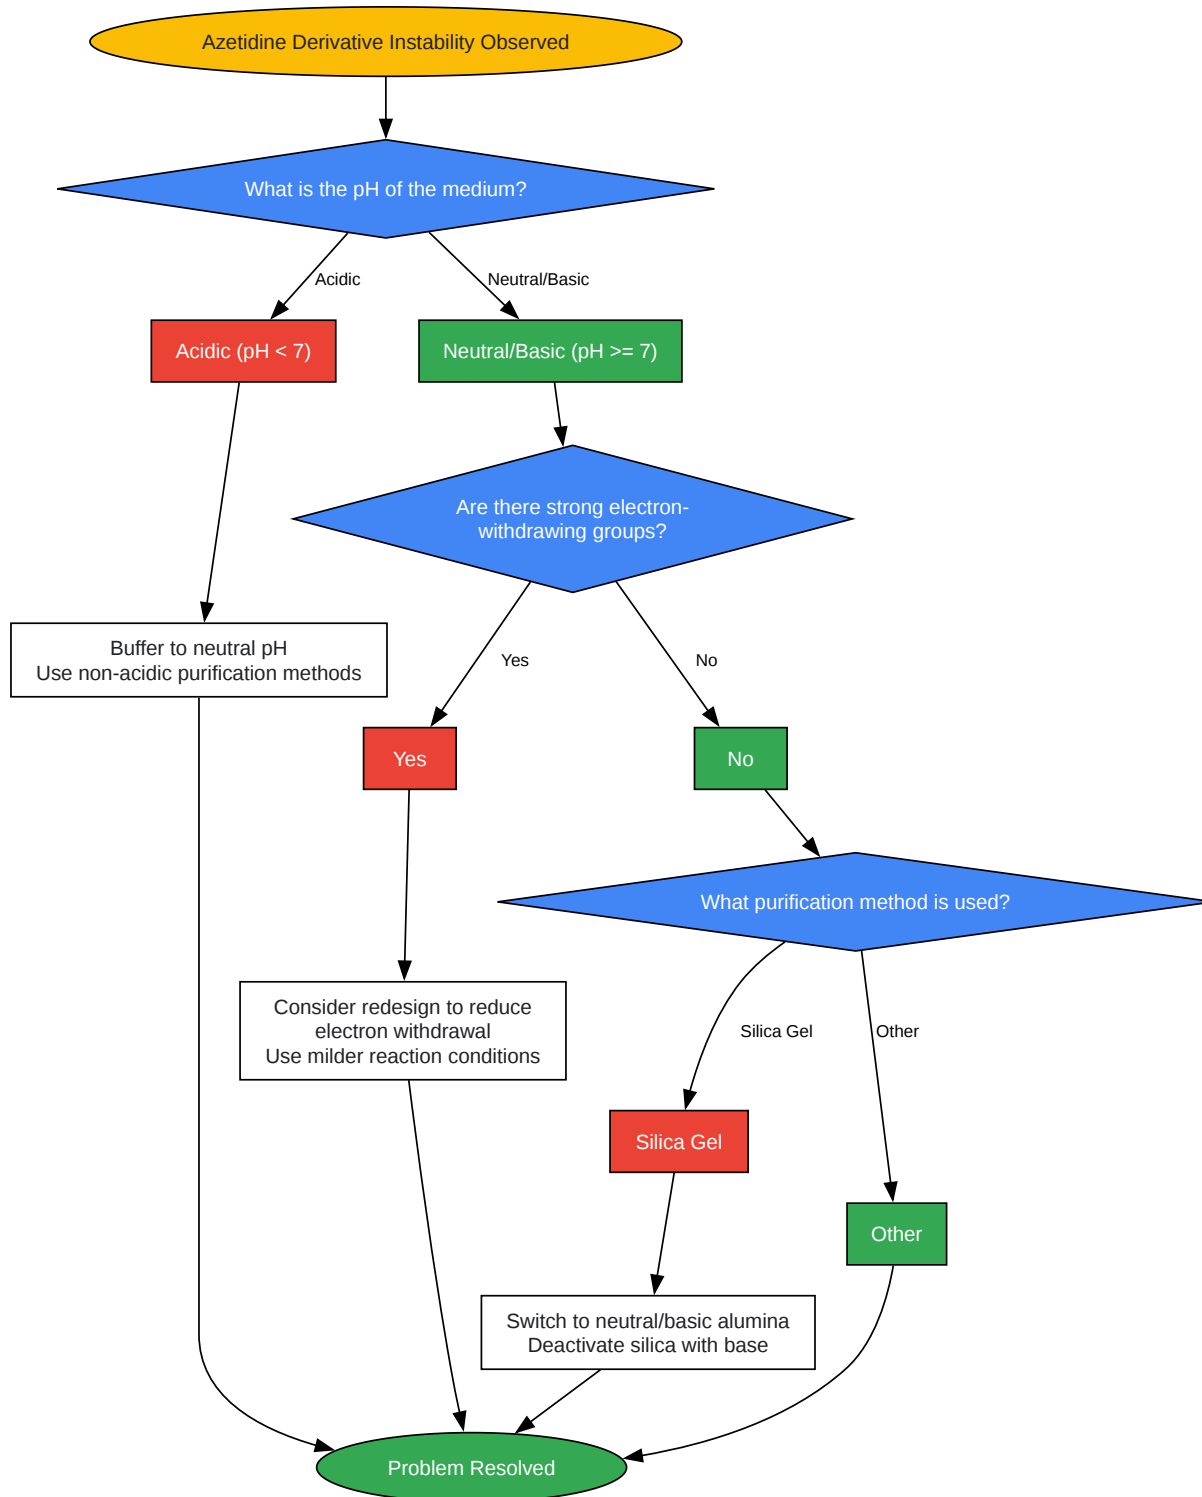 Azetidine Derivative Instability Observed
What is the pH of the medium?
Acidic
Neutral/Basic
Acidic (pH < 7)
Neutral/Basic (pH >= 7)
Are there strong electron-
withdrawing groups?
Buffer to neutral pH
Use non-acidic purification methods
Yes
No
Yes
No
What purification method is used?
Consider redesign to reduce
electron withdrawal
Use milder reaction conditions
Silica Gel
Other
Silica Gel
Other
Switch to neutral/basic alumina
Deactivate silica with base
Problem Resolved